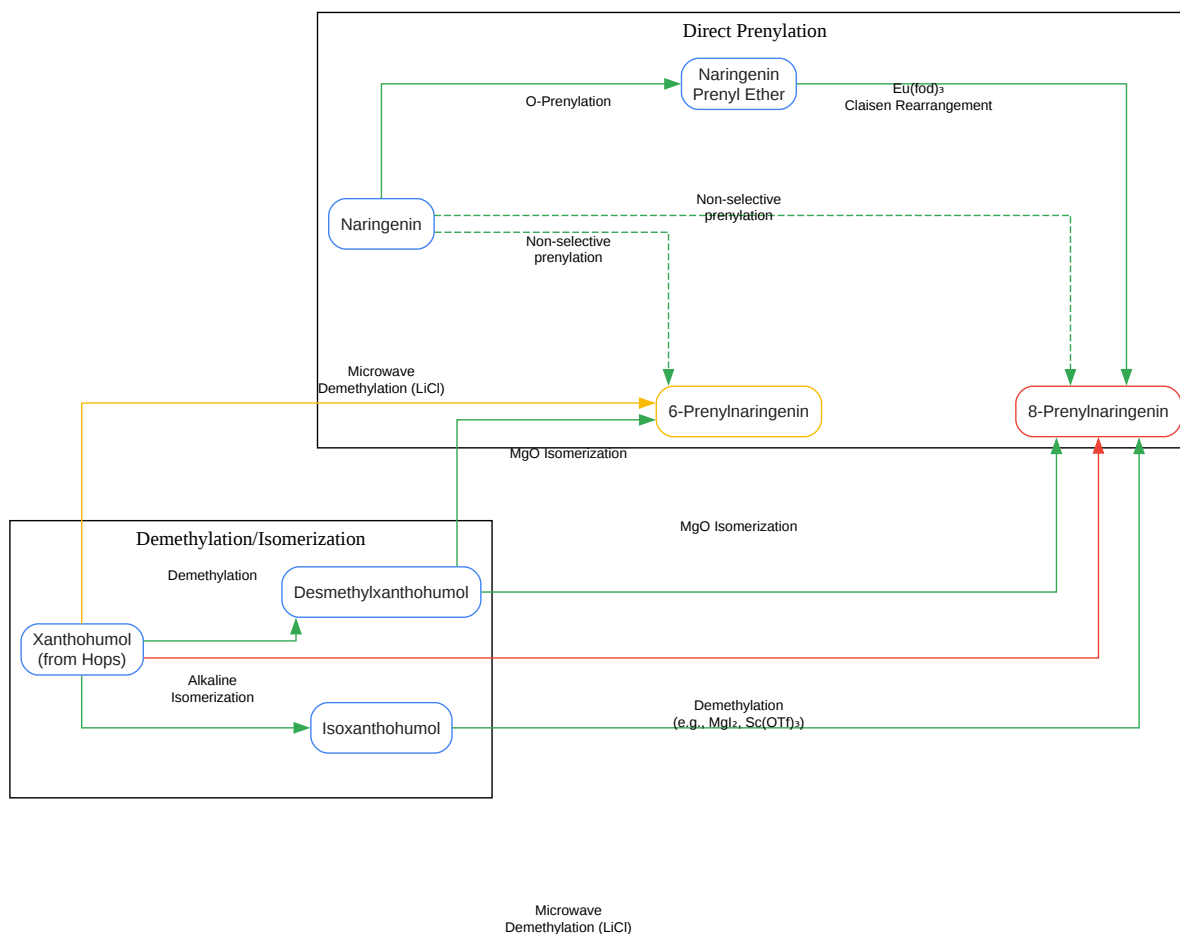 Direct Prenylation
Naringenin
Prenyl Ether
O-Prenylation
Eu(fod)₃
Claisen Rearrangement
Naringenin
Non-selective
prenylation
Non-selective
prenylation
Microwave
Demethylation (LiCl)
6-Prenylnaringenin
8-Prenylnaringenin
MgO Isomerization
MgO Isomerization
Demethylation/Isomerization
Demethylation
Desmethylxanthohumol
Xanthohumol
(from Hops)
Alkaline
Isomerization
Isoxanthohumol
Demethylation
(e.g., MgI₂, Sc(OTf)₃)
Microwave
Demethylation (LiCl)